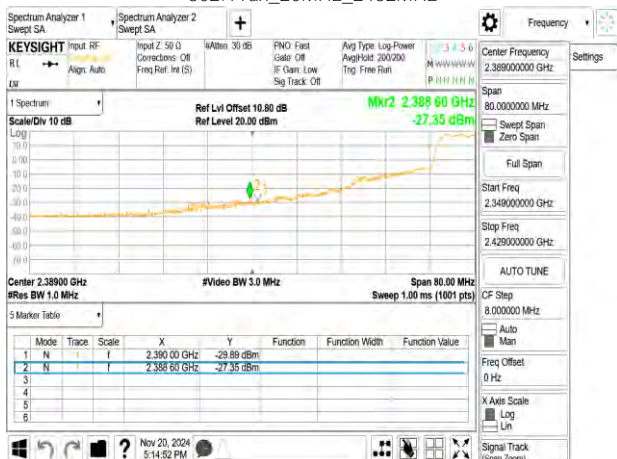 Spectrum Analyzer 1
Swept SA
Spectrum Analyzer 2
Swept SA
+
Frequency
KEYSIGHT
Input: RF
Align: Auto
Input Z: 50 Ω
Corrections: Off
Freq Ref: Int (S)
#Atten: 30 dB
PNO: Fast
Gate: Off
IF Gain: Low
Sig Track: Off
Avg Type: Log-Power
Avg|Hold: 200/200
Trig: Free Run
Settings
1 Spectrum
Scale/Div 10 dB
Log
Ref Lvl Offset 10.80 dB
Ref Level 20.00 dBm
Mkr2 2.388 60 GHz
-27.35 dBm
Center 2.38900 GHz
#Res BW 1.0 MHz
#Video BW 3.0 MHz
Span 80.00 MHz
Sweep 1.00 ms (1001 pts)
5 Marker Table
Mode Trace Scale X Y Function Function Width Function Value
1 N 1 f 2.390 00 GHz -29.89 dBm
2 N 1 f 2.388 60 GHz -27.35 dBm
3
4
5
6
Nov 20, 2024
5:14:52 PM
Center Frequency
2.389000000 GHz
Span
80.0000000 MHz
Swept Span
Zero Span
Full Span
Start Freq
2.349000000 GHz
Stop Freq
2.429000000 GHz
AUTO TUNE
CF Step
8.000000 MHz
Auto
Man
Freq Offset
0 Hz
X Axis Scale
Log
Lin
Signal Track
(Span Zoom)